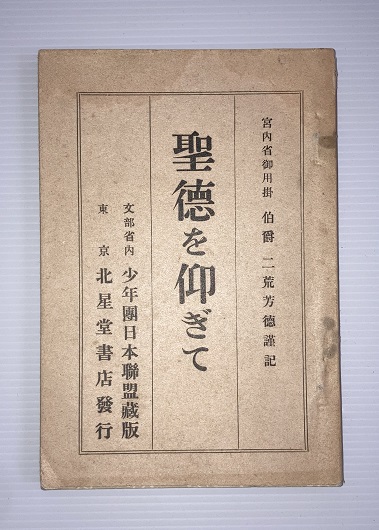 宮内省御用掛 伯爵 二荒芳德謹記
聖德を仰ぎて
文部省内 少年團日本聯盟藏版
東京 北星堂書店發行